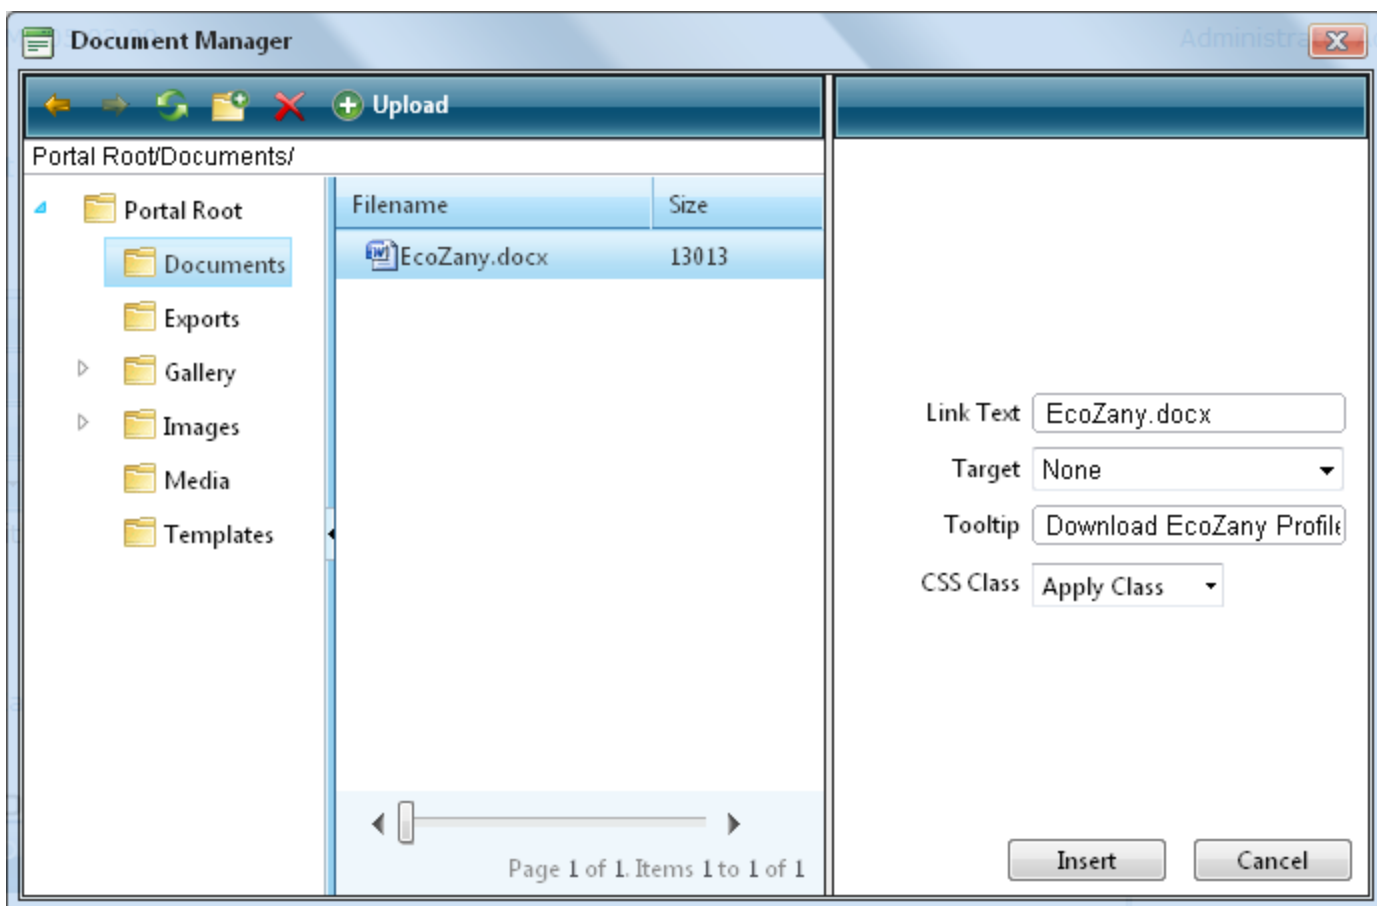 Document Manager
Administra
Upload
Portal Root/Documents/
Portal Root
Documents
Exports
Gallery
Images
Media
Templates
Filename Size
EcoZany.docx 13013
Page 1 of 1. Items 1 to 1 of 1
Link Text EcoZany.docx
Target None
Tooltip Download EcoZany Profile
CSS Class Apply Class
Insert Cancel